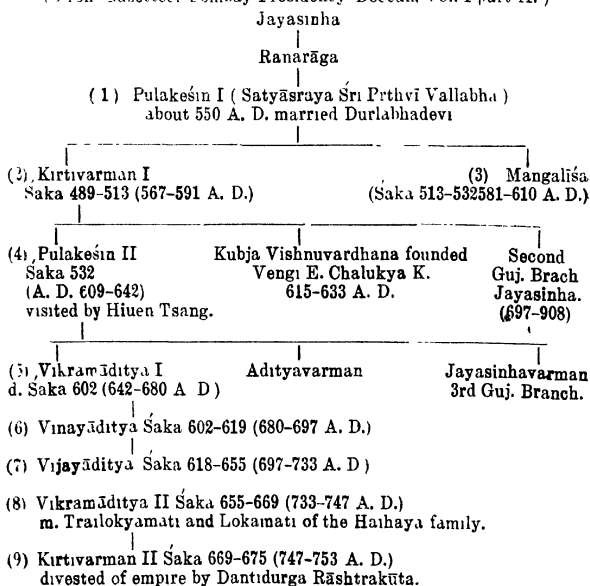 Jayasinha
Ranarāga
(1) Pulakeśin I (Satyāsraya Śri Prthvī Vallabha)
about 550 A. D. married Durlabhadevi
(2) Kirtivarman I (3) Mangalīśa
Saka 489-513 (567-591 A. D.) (Saka 513-532581-610 A. D.)
(4) Pulakeśin II Kubja Vishnuvardhana founded Second
Saka 532 Vengi E. Chalukya K. Guj. Brach
(A. D. 609-642) 615-633 A. D. Jayasinha.
visited by Hiuen Tsang. (697-908)
(5) Vikramāditya I Adityavarman Jayasinhavarman
d. Saka 602 (642-680 A D) 3rd Guj. Branch.
(6) Vinayāditya Śaka 602-619 (680-697 A. D.)
(7) Vijayāditya Śaka 618-655 (697-733 A. D)
(8) Vikramāditya II Śaka 655-669 (733-747 A. D.)
m. Trailokyamati and Lokamati of the Haihaya family.
(9) Kirtivarman II Śaka 669-675 (747-753 A. D.)
divested of empire by Dantidurga Rāshtrakūta.